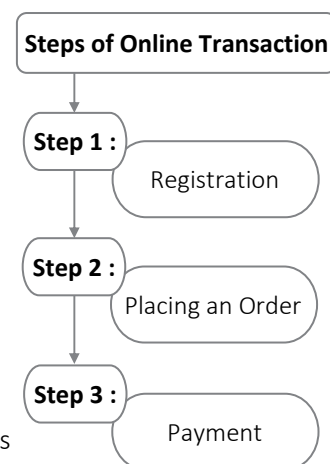 Steps of Online Transaction
Step 1 :
Registration
Step 2 :
Placing an Order
Step 3 :
Payment
s